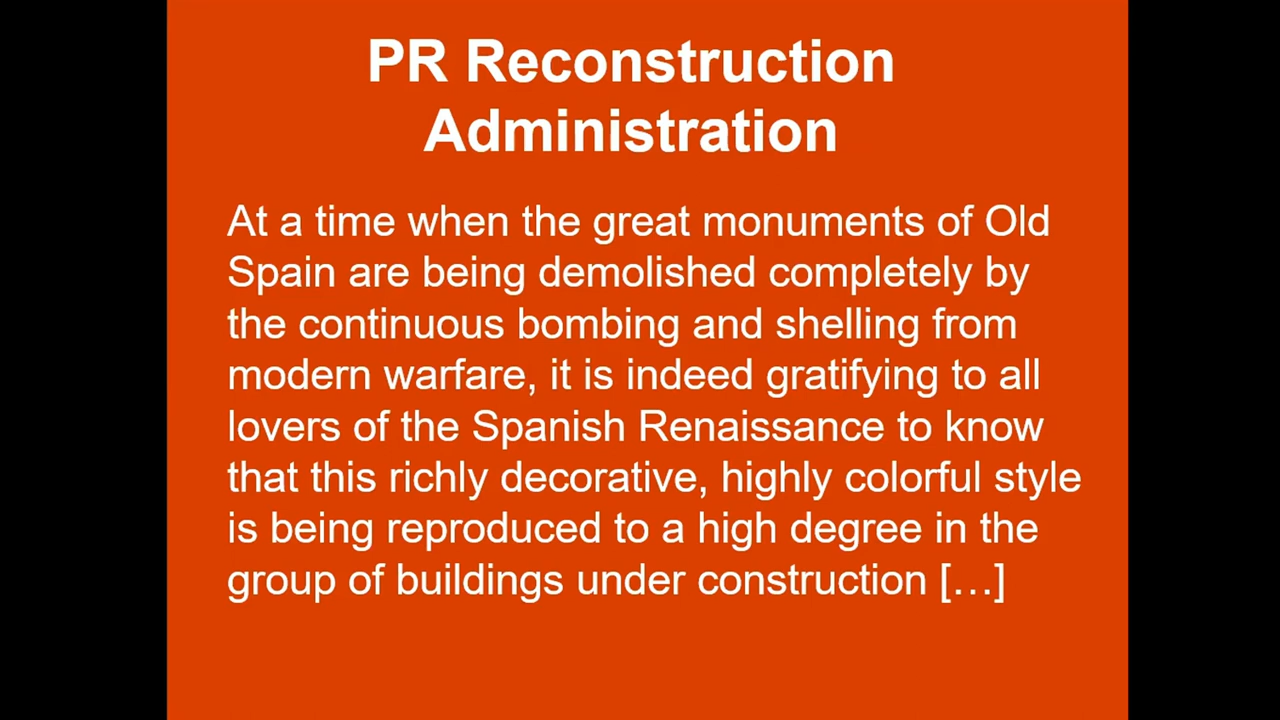 PR Reconstruction
Administration
At a time when the great monuments of Old
Spain are being demolished completely by
the continuous bombing and shelling from
modern warfare, it is indeed gratifying to all
lovers of the Spanish Renaissance to know
that this richly decorative, highly colorful style
is being reproduced to a high degree in the
group of buildings under construction […]